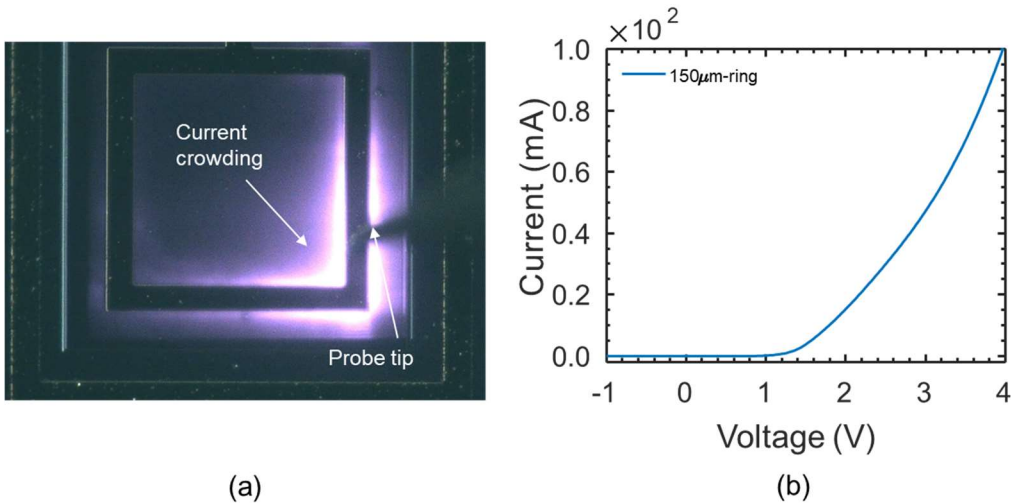 Current
crowding
Probe tip
(a)
×10 2
150μm-ring
1.0
0.8
0.6
0.4
0.2
0.0
Current (mA)
-1
0
1
2
3
4
Voltage (V)
(b)